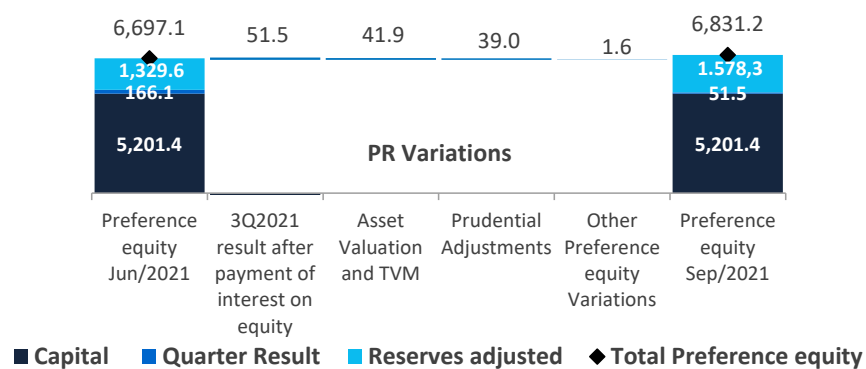 6,697.1
51.5
41.9
39.0
1.6
6,831.2
1,329.6
166.1
5,201.4
1.578,3
51.5
5,201.4
PR Variations
Preference
equity
Jun/2021
3Q2021
result after
payment of
interest on
equity
Asset
Valuation
and TVM
Prudential
Adjustments
Other
Preference
equity
Variations
Preference
equity
Sep/2021
Capital
Quarter Result
Reserves adjusted
Total Preference equity